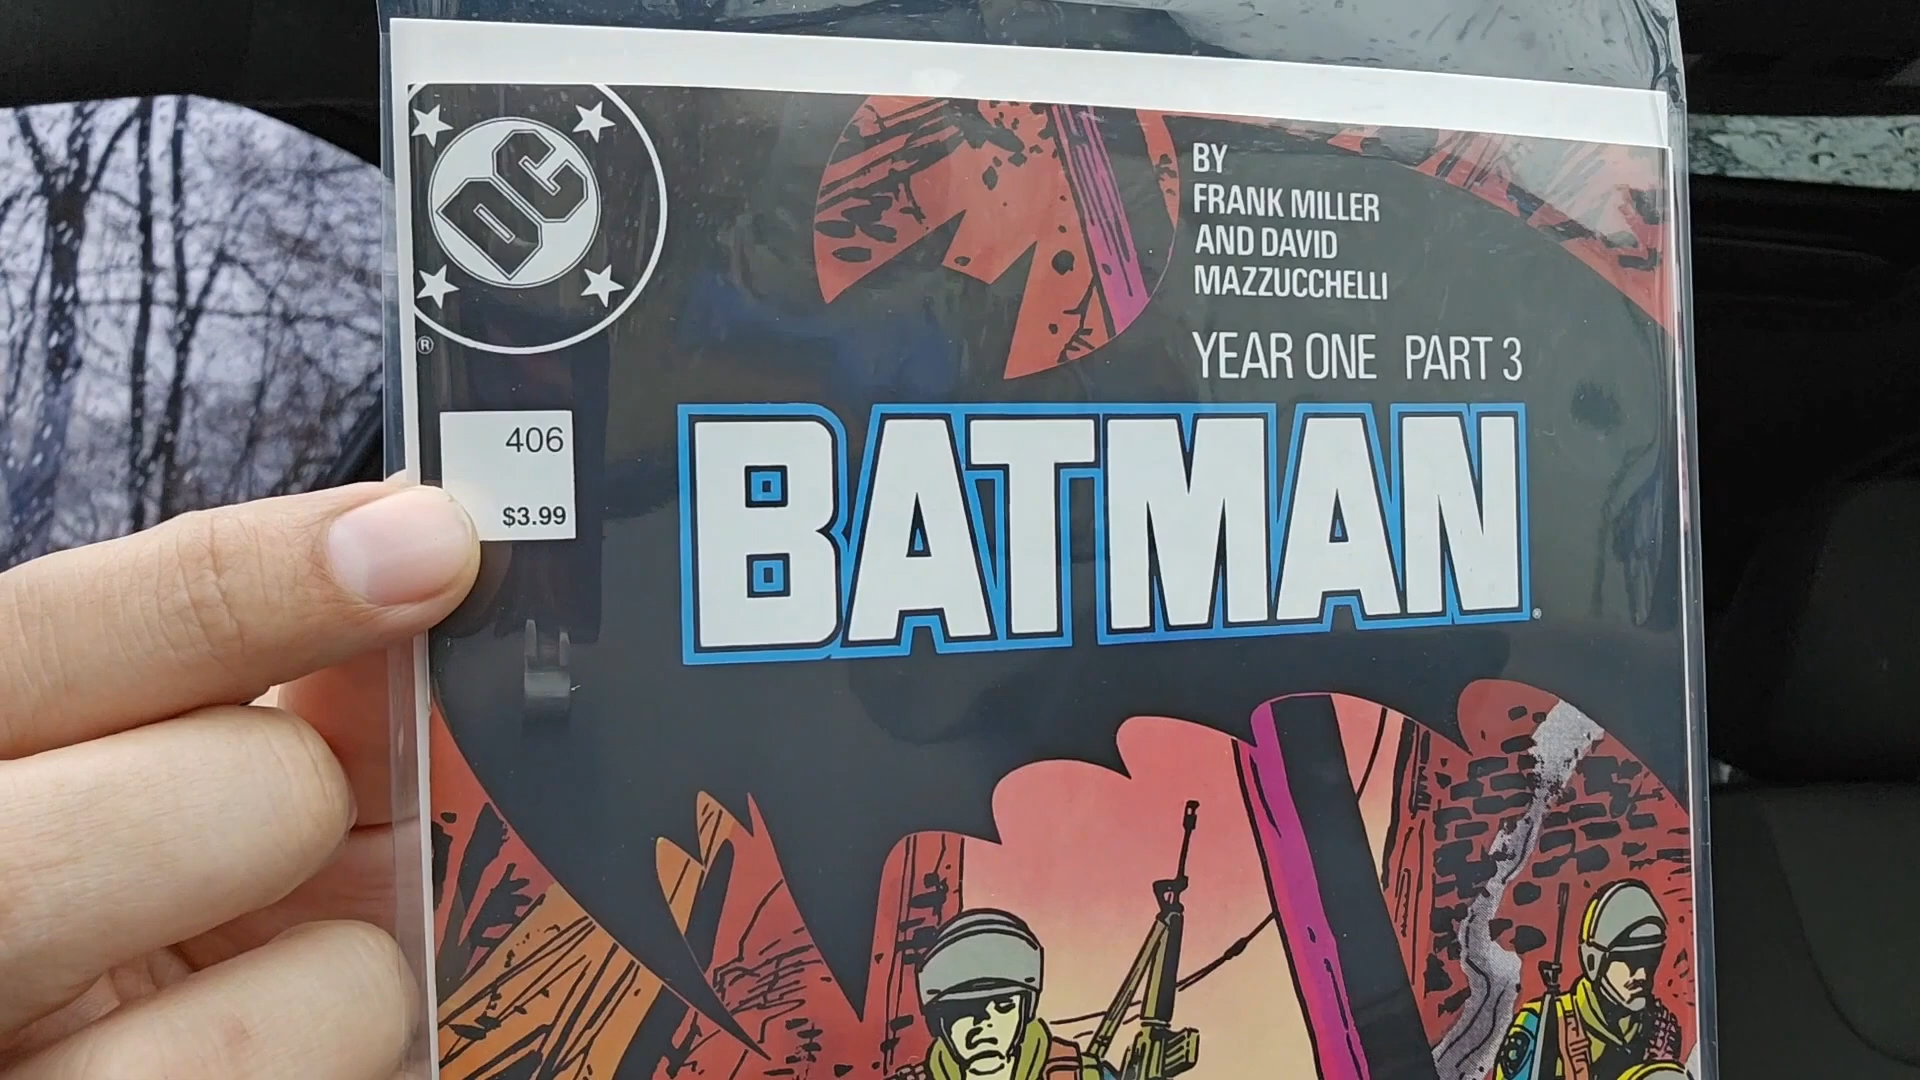 DC
®
BY
FRANK MILLER
AND DAVID
MAZZUCCHELLI
YEAR ONE PART 3
406
$3.99
BATMAN